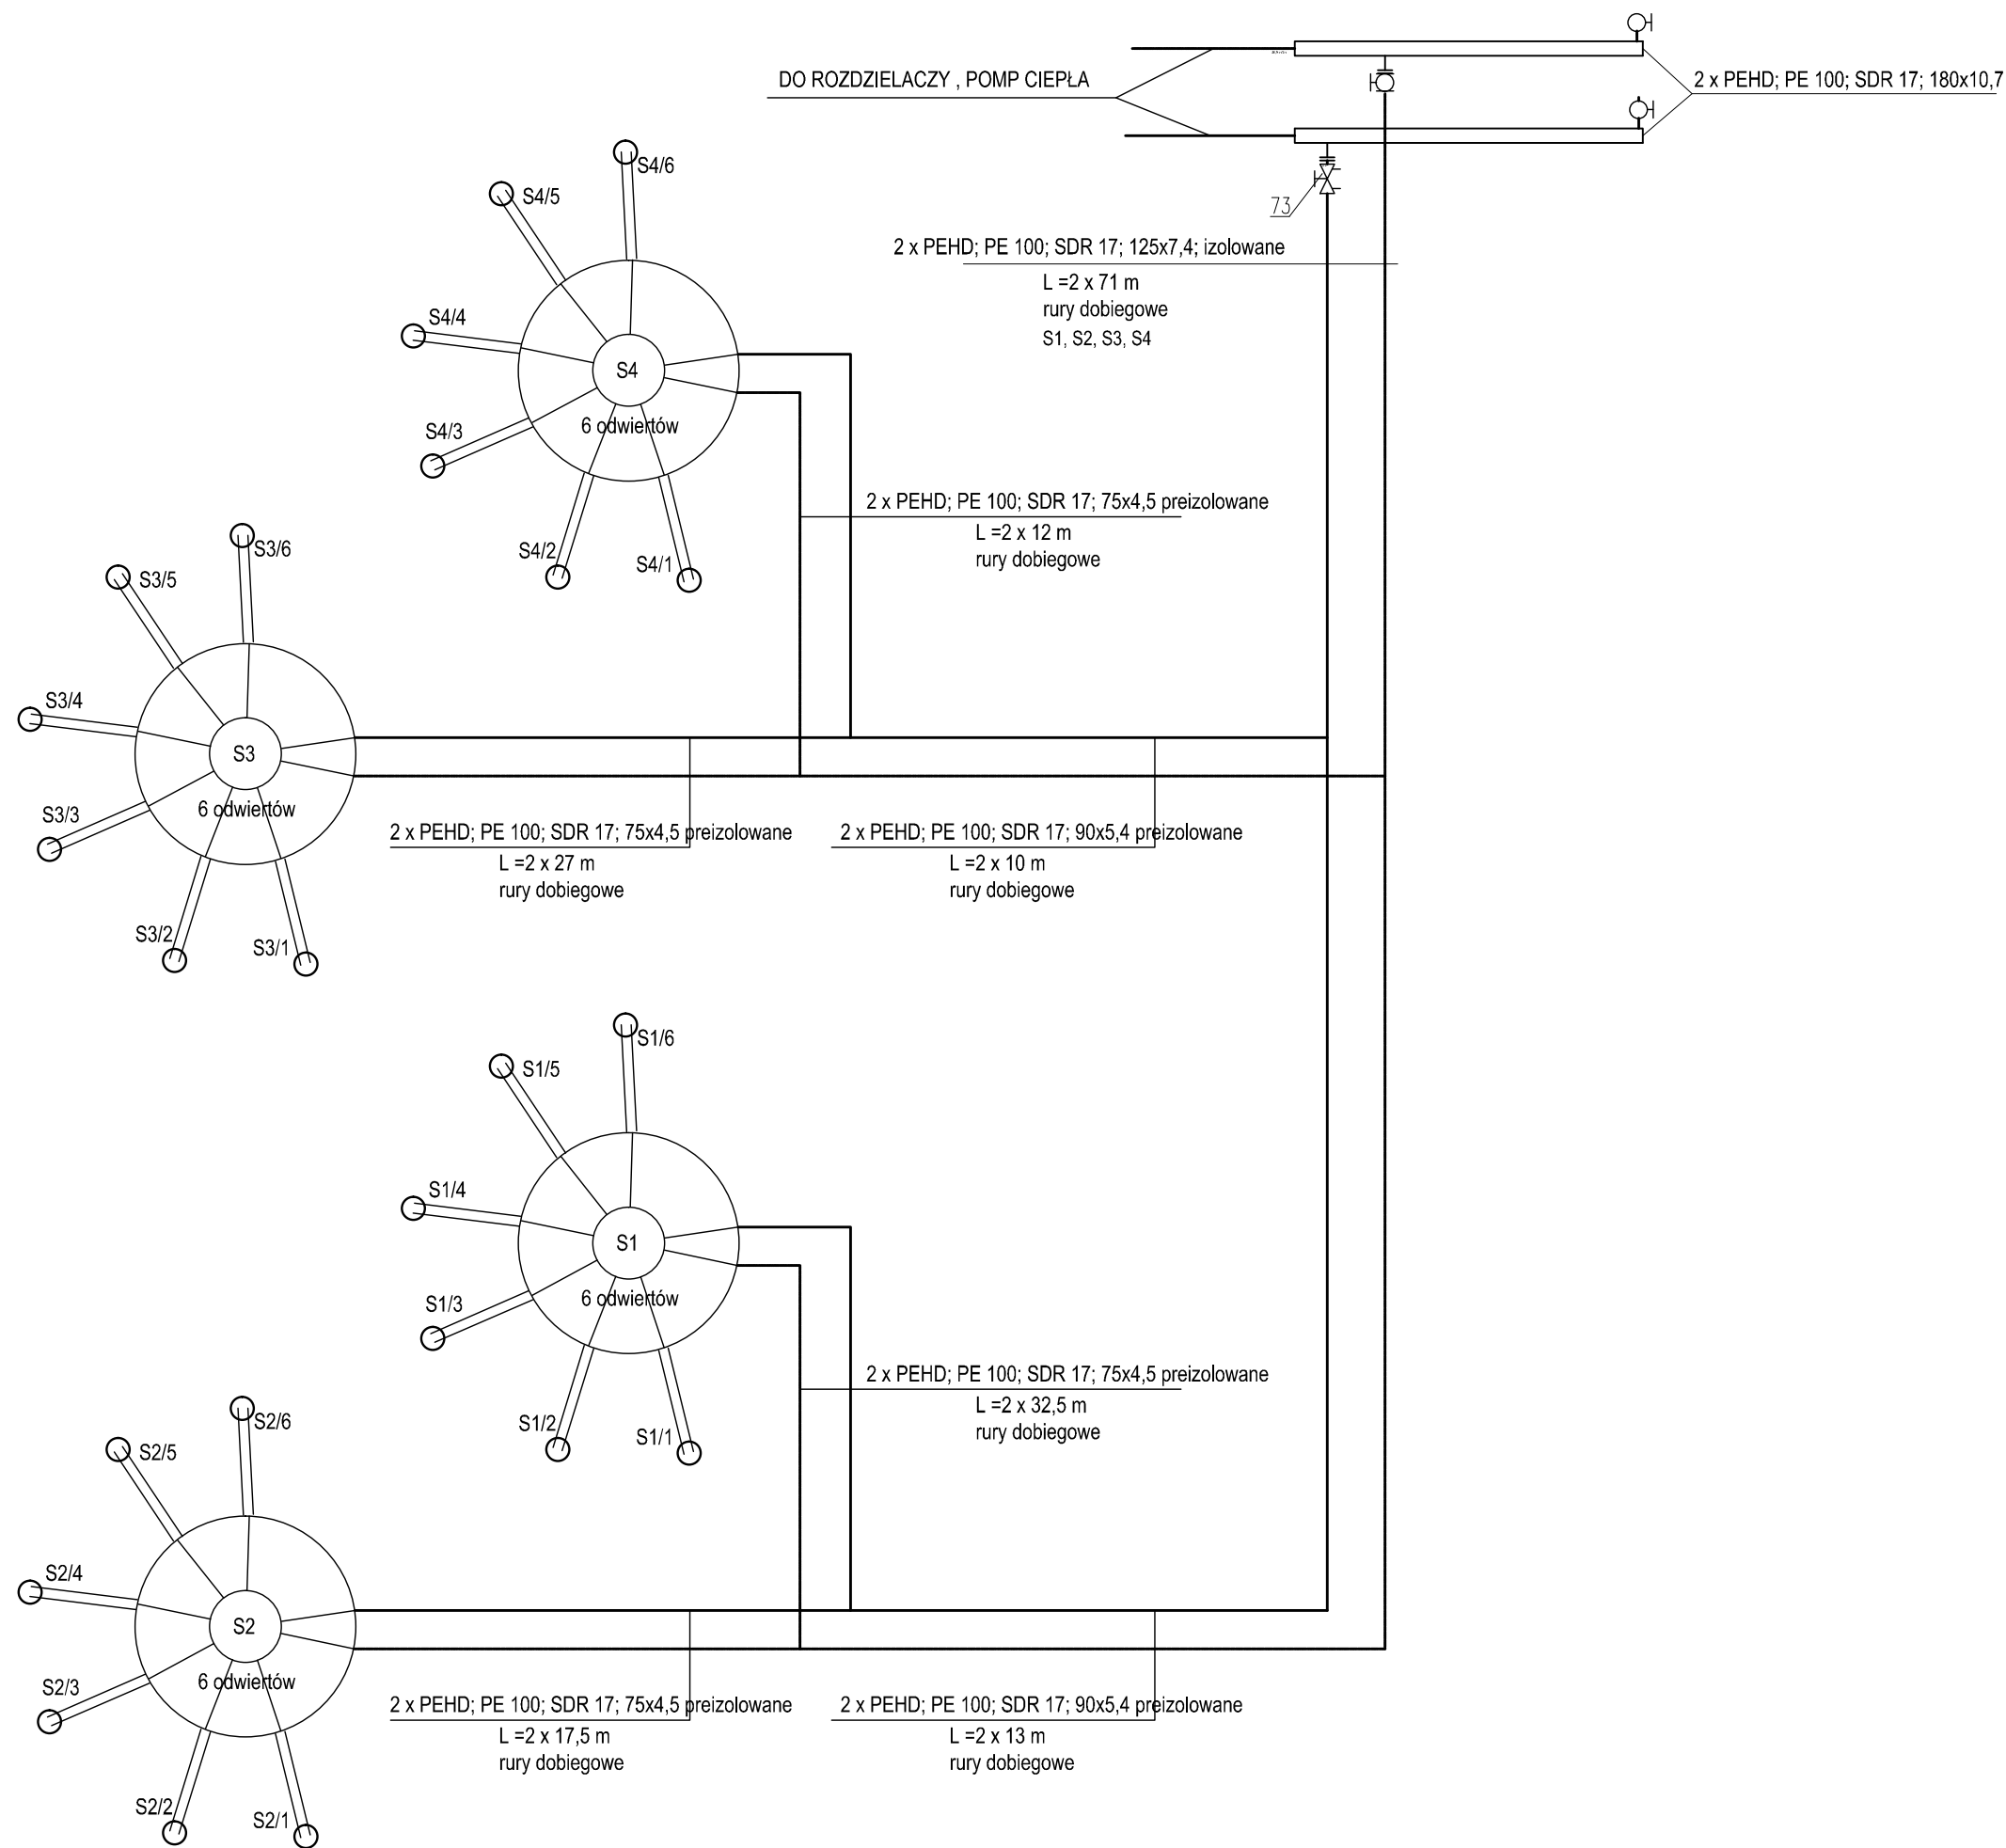 DO ROZDZIELACZY , POMP CIEPŁA
2 x PEHD; PE 100; SDR 17; 180x10,7
73
2 x PEHD; PE 100; SDR 17; 125x7,4; izolowane
L =2 x 71 m
rury dobiegowe
S1, S2, S3, S4
S4/6
S4/5
S4/4
S4
S4/3
6 odwiertów
S4/2
S4/1
2 x PEHD; PE 100; SDR 17; 75x4,5 preizolowane
L =2 x 12 m
rury dobiegowe
S3/6
S3/5
S3/4
S3
S3/3
6 odwiertów
S3/2
S3/1
2 x PEHD; PE 100; SDR 17; 75x4,5 preizolowane
L =2 x 27 m
rury dobiegowe
2 x PEHD; PE 100; SDR 17; 90x5,4 preizolowane
L =2 x 10 m
rury dobiegowe
S1/6
S1/5
S1/4
S1
S1/3
6 odwiertów
S1/2
S1/1
2 x PEHD; PE 100; SDR 17; 75x4,5 preizolowane
L =2 x 32,5 m
rury dobiegowe
S2/6
S2/5
S2/4
S2
S2/3
6 odwiertów
S2/2
S2/1
2 x PEHD; PE 100; SDR 17; 75x4,5 preizolowane
L =2 x 17,5 m
rury dobiegowe
2 x PEHD; PE 100; SDR 17; 90x5,4 preizolowane
L =2 x 13 m
rury dobiegowe